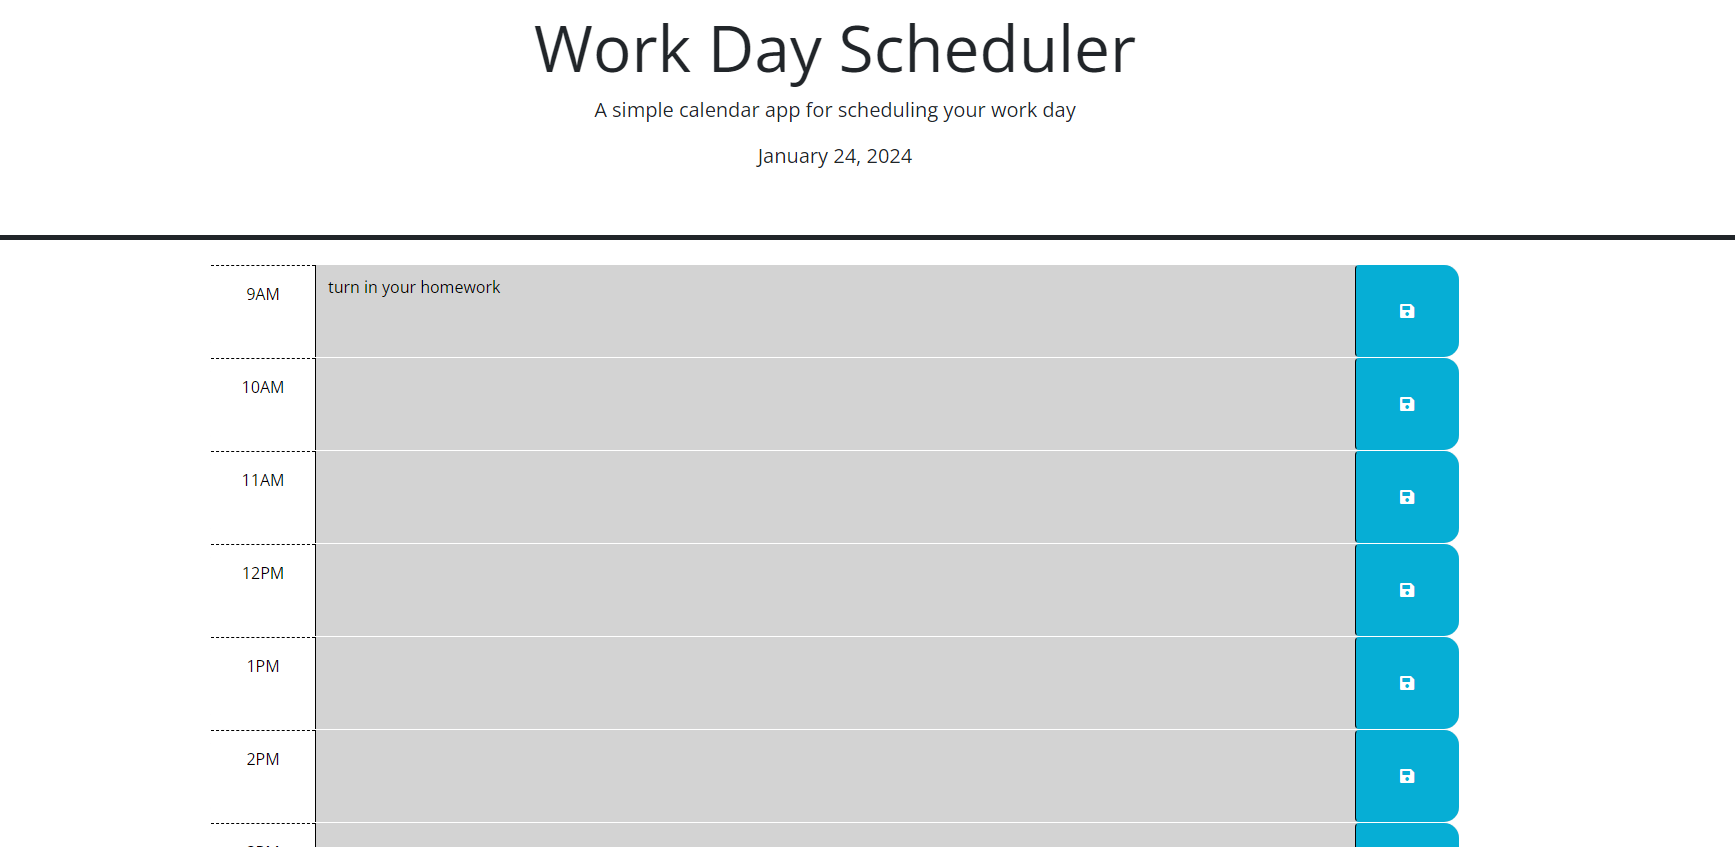 Work Day Scheduler
A simple calendar app for scheduling your work day
January 24, 2024
9AM
turn in your homework
10AM
11AM
12PM
1PM
2PM